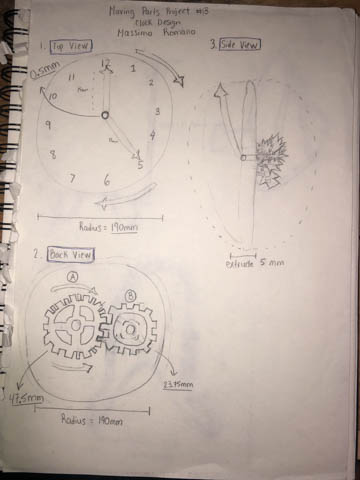 Moving Parts Project #3
Clock Design
Massimo Romano
1. Top View
0.5mm
12
1
2
3
4
5
6
7
8
9
10
11
Hour
Radius = 190mm
2. Back View
A
B
47.5mm
23.75mm
Radius = 190mm
3. Side View
extrude 5 mm